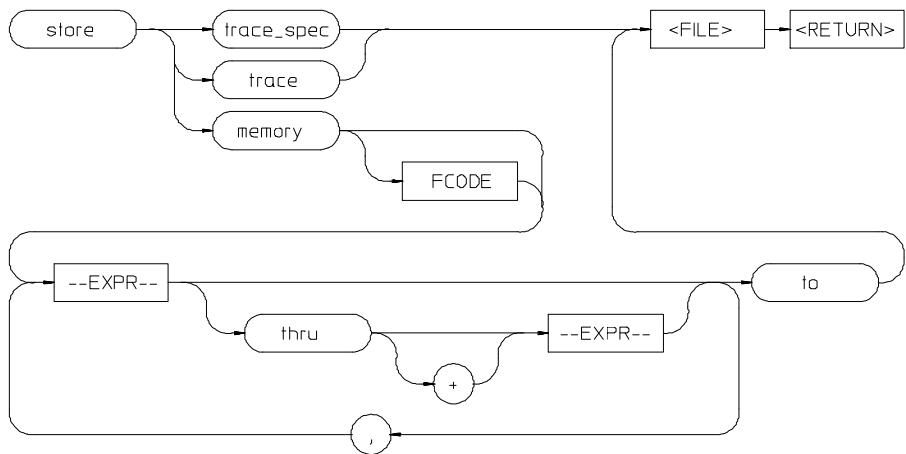 store
trace_spec
<FILE>
<RETURN>
trace
memory
FCODE
--EXPR--
to
thru
--EXPR--
+
,